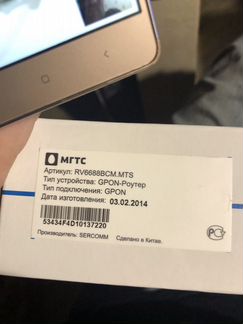 МГТС
Артикул: RV6688BCM.MTS
Тип устройства: GPON-Роутер
Тип подключения: GPON
Дата изготовления: 03.02.2014
53434F4D10137220
Производитель: SERCOMM Сделано в Китае.